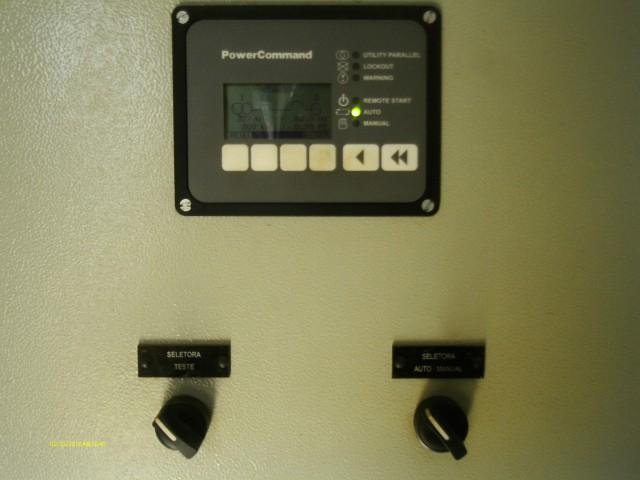 PowerCommand
UTILITY PARALLEL
LOCKOUT
WARNING
REMOTE START
AUTO
MANUAL
SELETORA
TESTE
SELETORA
AUTO MANUAL